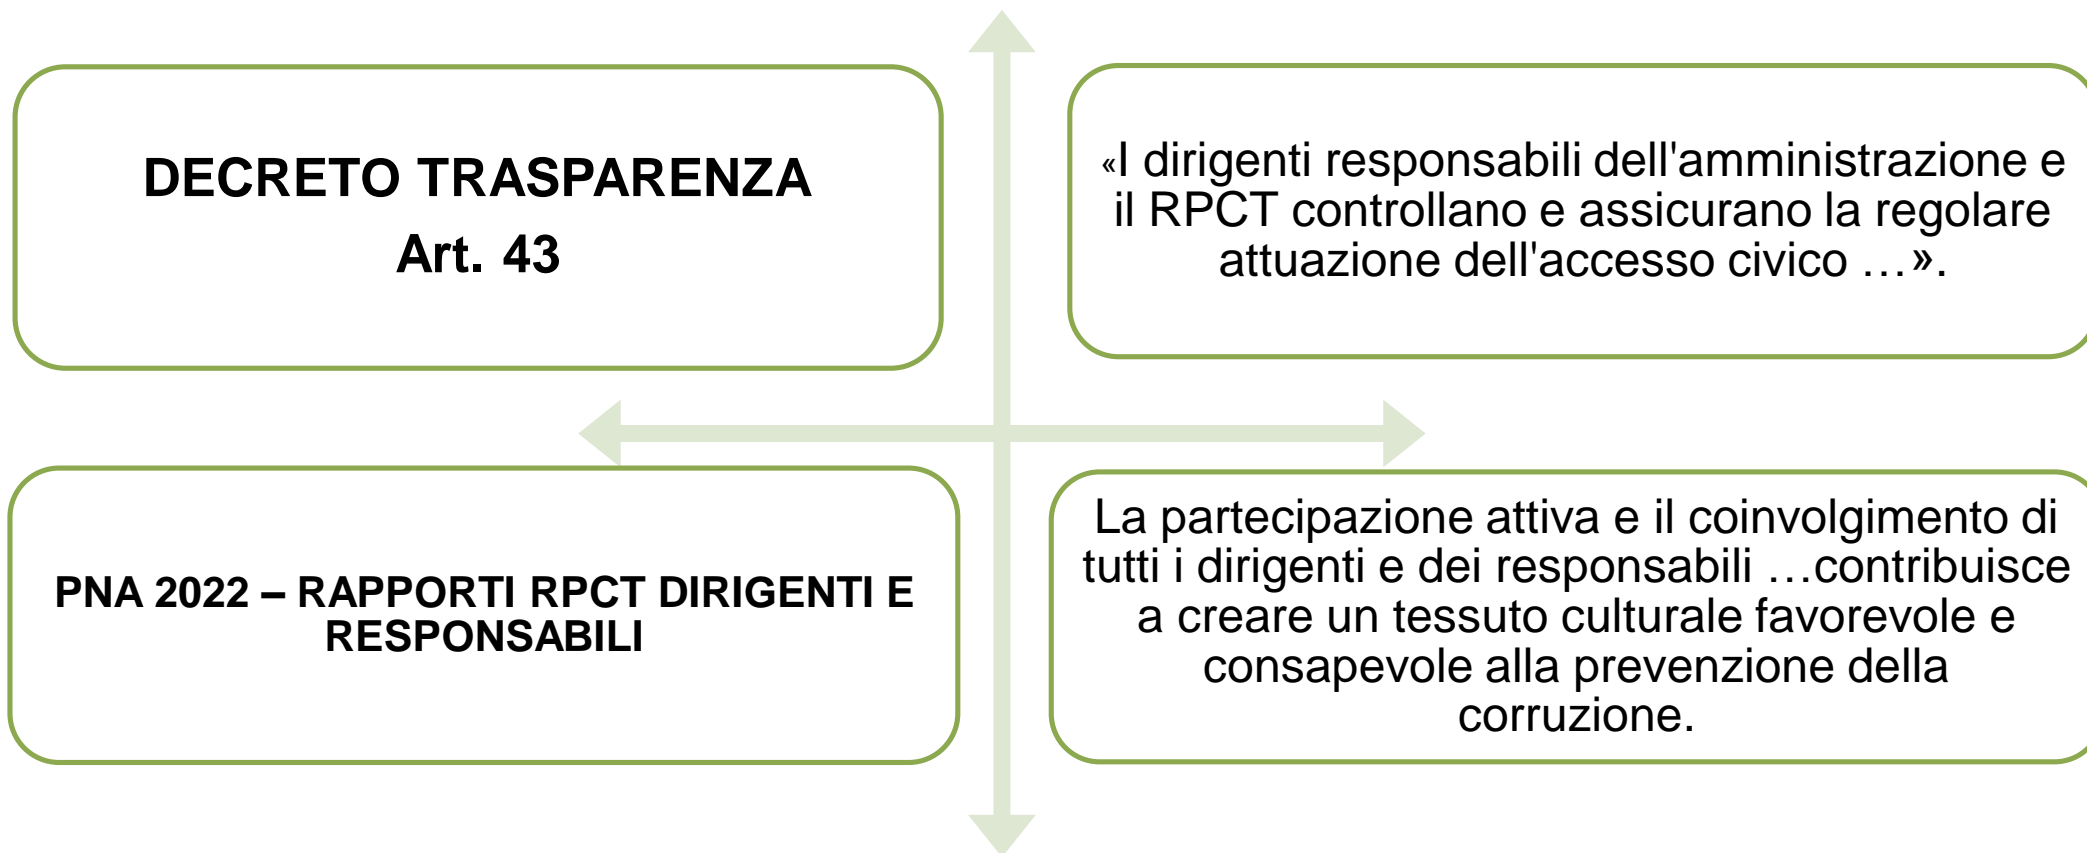 DECRETO TRASPARENZA
Art. 43
«I dirigenti responsabili dell'amministrazione e
il RPCT controllano e assicurano la regolare
attuazione dell'accesso civico …».
PNA 2022 – RAPPORTI RPCT DIRIGENTI E
RESPONSABILI
La partecipazione attiva e il coinvolgimento di
tutti i dirigenti e dei responsabili …contribuisce
a creare un tessuto culturale favorevole e
consapevole alla prevenzione della
corruzione.